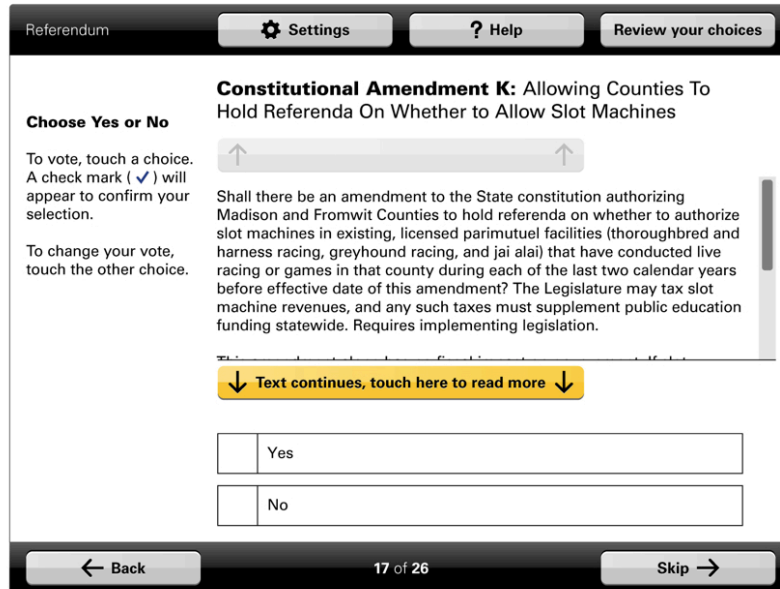 Referendum
Settings
? Help
Review your choices
Choose Yes or No
To vote, touch a choice.
A check mark ( ✓ ) will
appear to confirm your
selection.
To change your vote,
touch the other choice.
Constitutional Amendment K: Allowing Counties To
Hold Referenda On Whether to Allow Slot Machines
Shall there be an amendment to the State constitution authorizing
Madison and Fromwit Counties to hold referenda on whether to authorize
slot machines in existing, licensed parimutuel facilities (thoroughbred and
harness racing, greyhound racing, and jai alai) that have conducted live
racing or games in that county during each of the last two calendar years
before effective date of this amendment? The Legislature may tax slot
machine revenues, and any such taxes must supplement public education
funding statewide. Requires implementing legislation.
↓ Text continues, touch here to read more ↓
Yes
No
← Back
17 of 26
Skip →